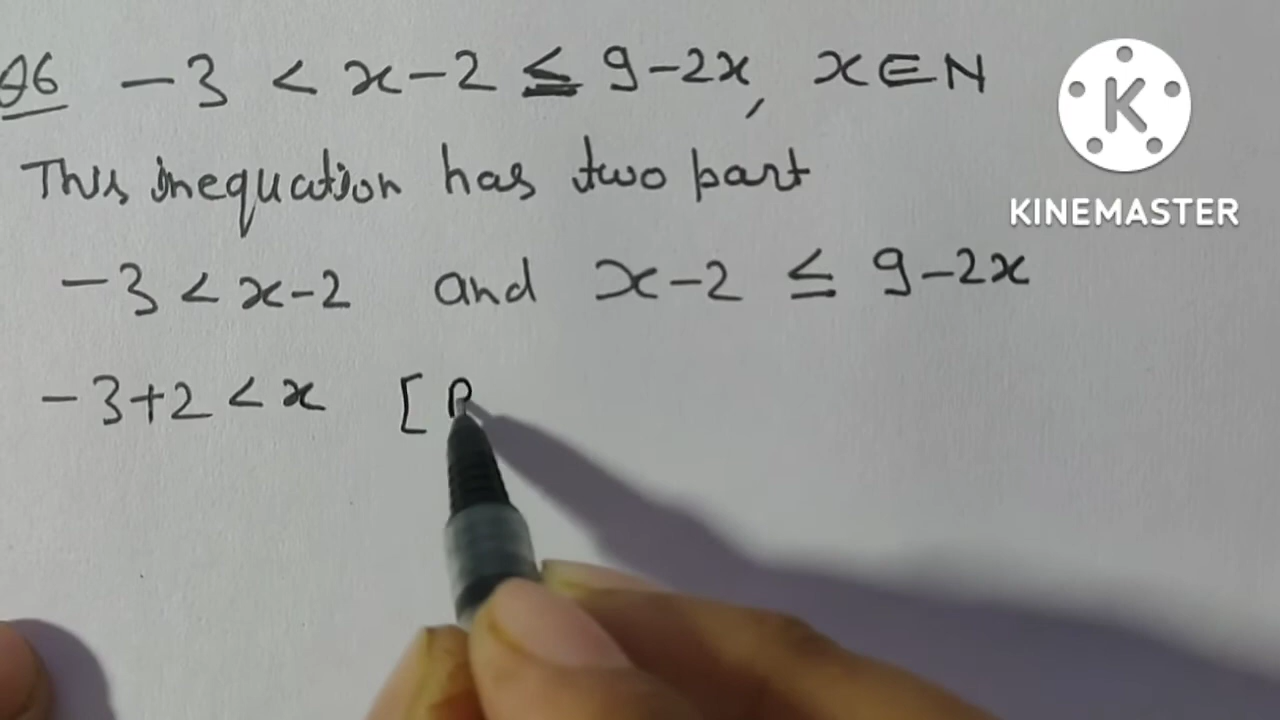 Q6 -3 < x-2 ≤ 9-2x, x∈N
This inequation has two part
-3 < x-2 and x-2 ≤ 9-2x
-3+2 < x [ P
K
KINEMASTER